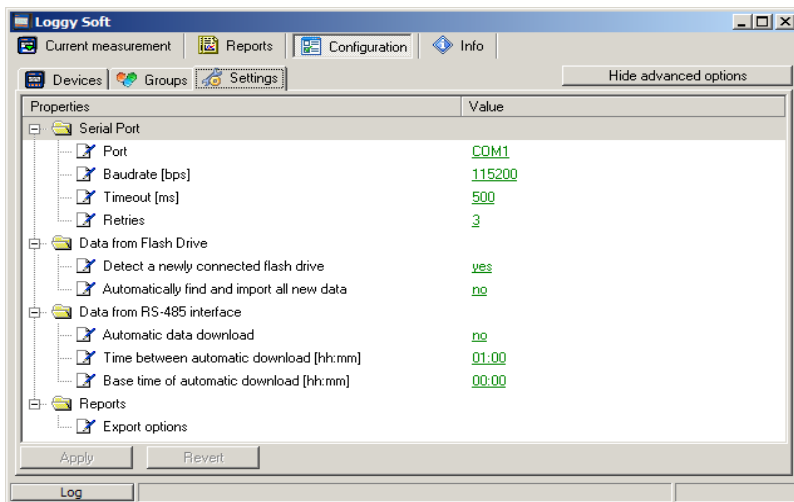 Loggy Soft
Current measurement Reports Configuration Info
Devices Groups Settings Hide advanced options
Properties Value
Serial Port
Port COM1
Baudrate [bps] 115200
Timeout [ms] 500
Retries 3
Data from Flash Drive
Detect a newly connected flash drive yes
Automatically find and import all new data no
Data from RS-485 interface
Automatic data download no
Time between automatic download [hh:mm] 01:00
Base time of automatic download [hh:mm] 00:00
Reports
Export options
Apply Revert
Log